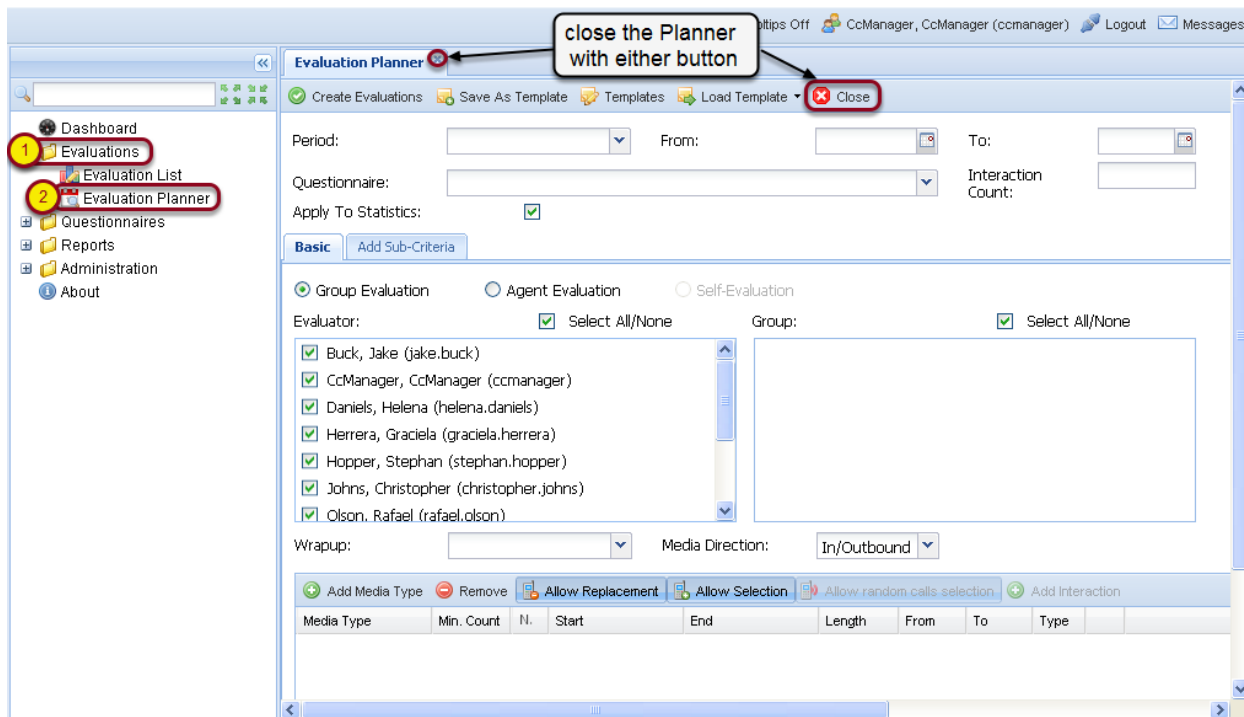 close the Planner
with either button
Off CcManager, CcManager (ccmanager) Logout Messages
Evaluation Planner
Create Evaluations Save As Template Templates Load Template Close
Dashboard
1 Evaluations
Evaluation List
2 Evaluation Planner
Questionnaires
Reports
Administration
About
Period: From: To:
Questionnaire: Interaction
Count:
Apply To Statistics:
Basic Add Sub-Criteria
Group Evaluation Agent Evaluation Self-Evaluation
Evaluator: Select All/None Group: Select All/None
Buck, Jake (jake.buck)
CcManager, CcManager (ccmanager)
Daniels, Helena (helena.daniels)
Herrera, Graciela (graciela.herrera)
Hopper, Stephan (stephan.hopper)
Johns, Christopher (christopher.johns)
Olson, Rafael (rafael.olson)
Wrapup: Media Direction: In/Outbound
Add Media Type Remove Allow Replacement Allow Selection Allow random calls selection Add Interaction
Media Type Min. Count N. Start End Length From To Type